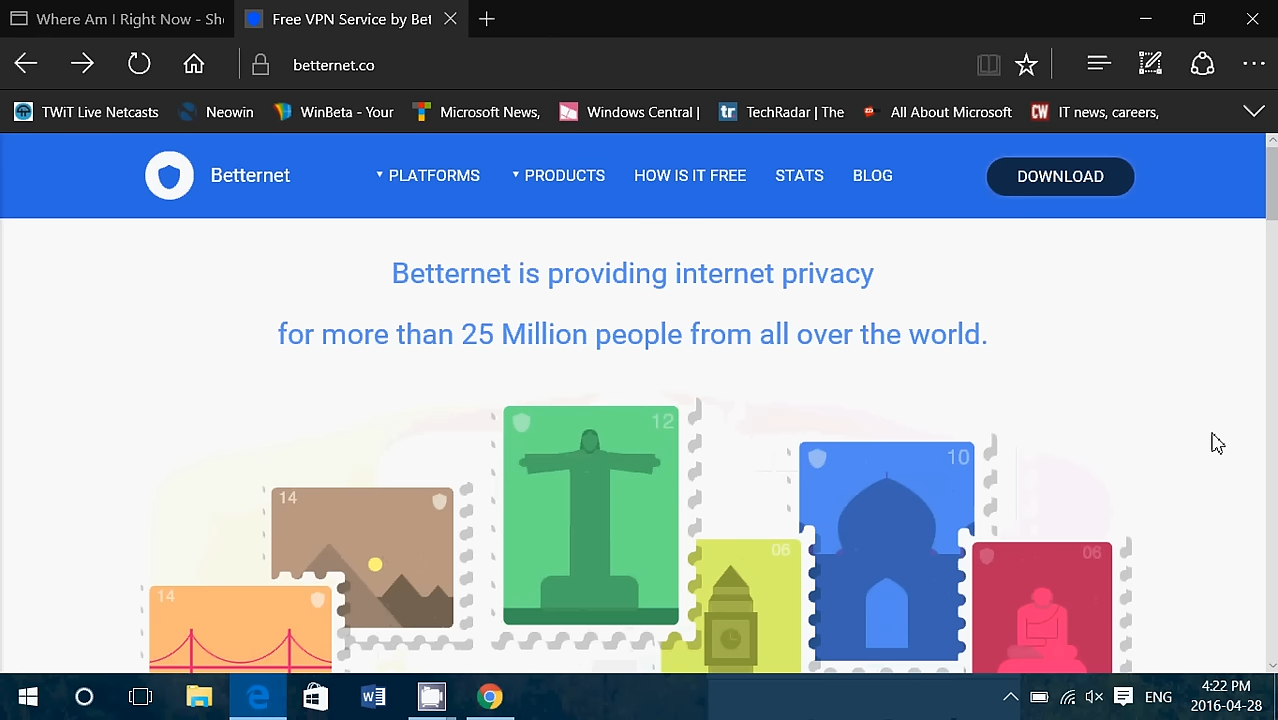 Where Am I Right Now - Sh
Free VPN Service by Bet
betternet.co
TWiT Live Netcasts
Neowin
WinBeta - Your
Microsoft News,
Windows Central |
tr
TechRadar | The
All About Microsoft
CW
IT news, careers,
Betternet
PLATFORMS
PRODUCTS
HOW IS IT FREE
STATS
BLOG
DOWNLOAD
Betternet is providing internet privacy
for more than 25 Million people from all over the world.
12
10
14
06
06
14
ENG
4:22 PM
2016-04-28